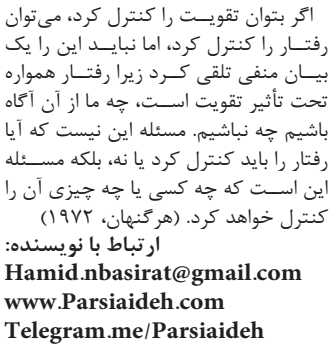 اگر بتوان تقویت را کنترل کرد، می‌توان
رفتار را کنترل کرد، اما نباید این را یک
بیان منفی تلقی کرد زیرا رفتار همواره
تحت تأثیر تقویت است، چه ما از آن آگاه
باشیم چه نباشیم. مسئله این نیست که آیا
رفتار را باید کنترل کرد یا نه، بلکه مسئله
این است که چه کسی یا چه چیزی آن را
کنترل خواهد کرد. (هرگنهان، ۱۹۷۲)
ارتباط با نویسنده:
Hamid.nbasirat@gmail.com
www.Parsiaideh.com
Telegram.me/Parsiaideh